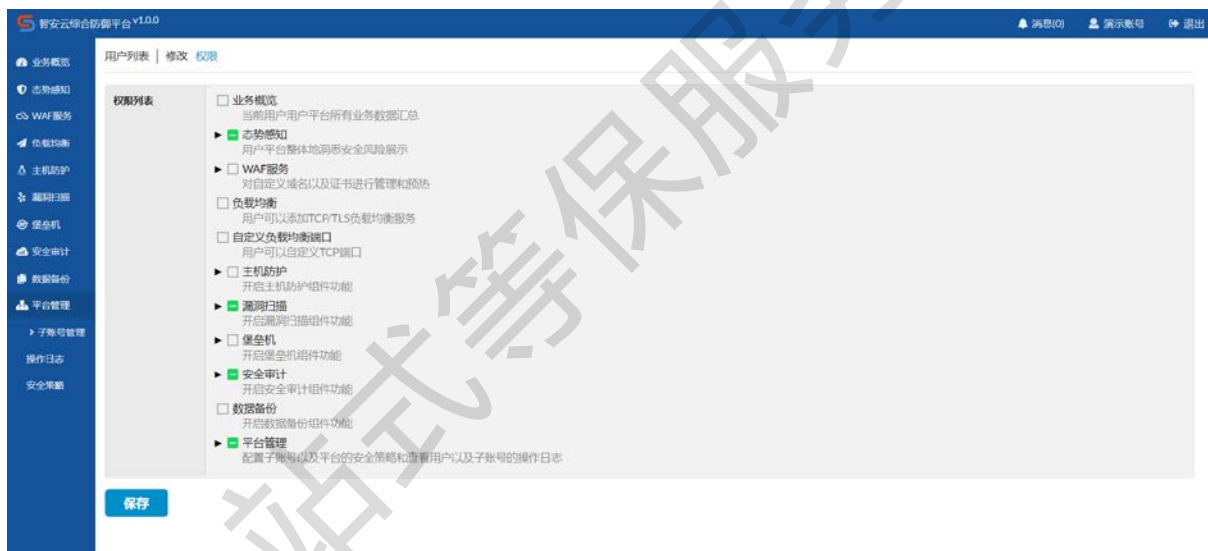 智安云综合防御平台 V1.0.0
消息(0) 演示账号 退出
业务概览
态势感知
WAF服务
负载均衡
主机防护
漏洞扫描
堡垒机
安全审计
数据备份
平台管理
子账号管理
操作日志
安全策略
用户列表 | 修改 权限
权限列表
业务概览
当前用户用户平台所有业务数据汇总
态势感知
用户平台整体地洞悉安全风险展示
WAF服务
对自定义域名以及证书进行管理和预热
负载均衡
用户可以添加TCP/TLS负载均衡服务
自定义负载均衡端口
用户可以自定义TCP端口
主机防护
开启主机防护组件功能
漏洞扫描
开启漏洞扫描组件功能
堡垒机
开启堡垒机组件功能
安全审计
开启安全审计组件功能
数据备份
开启数据备份组件功能
平台管理
配置子账号以及平台的安全策略和查看用户以及子账号的操作日志
保存
站式等保服务